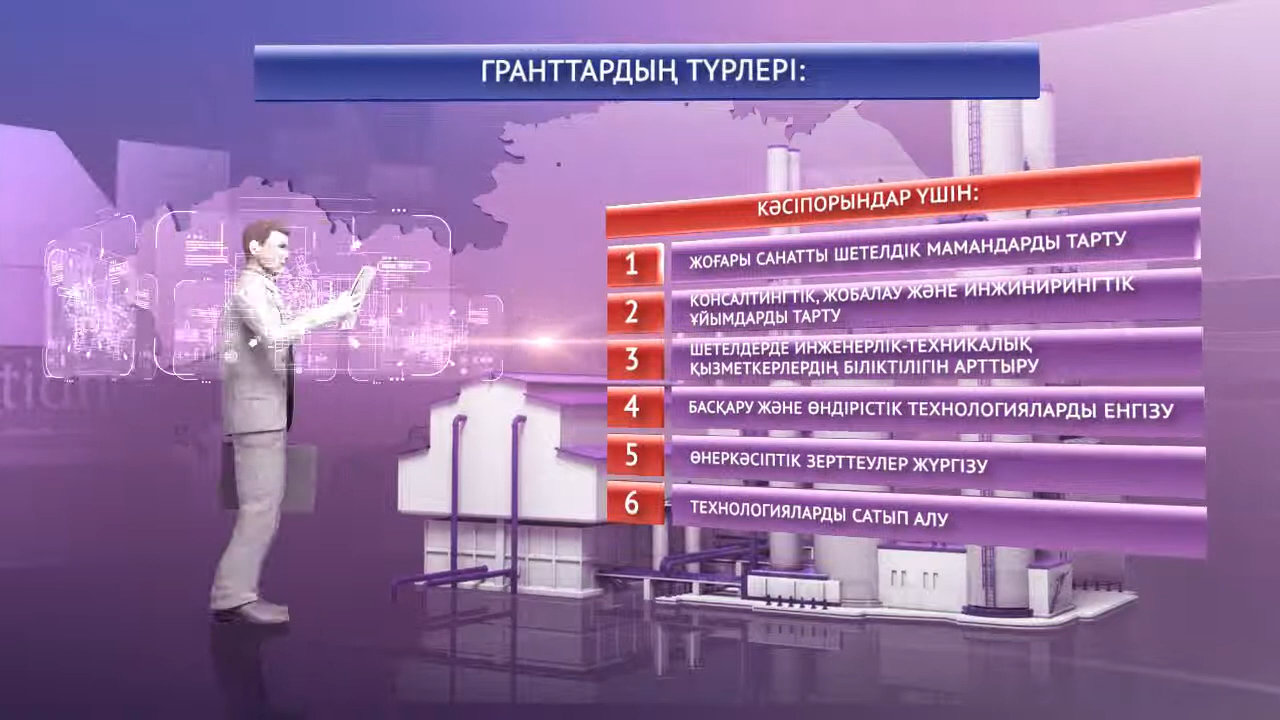 ГРАНТТАРДЫҢ ТҮРЛЕРІ:
КӘСІПОРЫНДАР ҮШІН:
1 ЖОҒАРЫ САНАТТЫ ШЕТЕЛДІК МАМАНДАРДЫ ТАРТУ
2 КОНСАЛТИНГТІК, ЖОБАЛАУ ЖӘНЕ ИНЖИНИРИНГТІК
ҰЙЫМДАРДЫ ТАРТУ
3 ШЕТЕЛДЕРДЕ ИНЖЕНЕРЛІК-ТЕХНИКАЛЫҚ
ҚЫЗМЕТКЕРЛЕРДІҢ БІЛІКТІЛІГІН АРТТЫРУ
4 БАСҚАРУ ЖӘНЕ ӨНДІРІСТІК ТЕХНОЛОГИЯЛАРДЫ ЕНГІЗУ
5 ӨНЕРКӘСІПТІК ЗЕРТТЕУЛЕР ЖҮРГІЗУ
6 ТЕХНОЛОГИЯЛАРДЫ САТЫП АЛУ